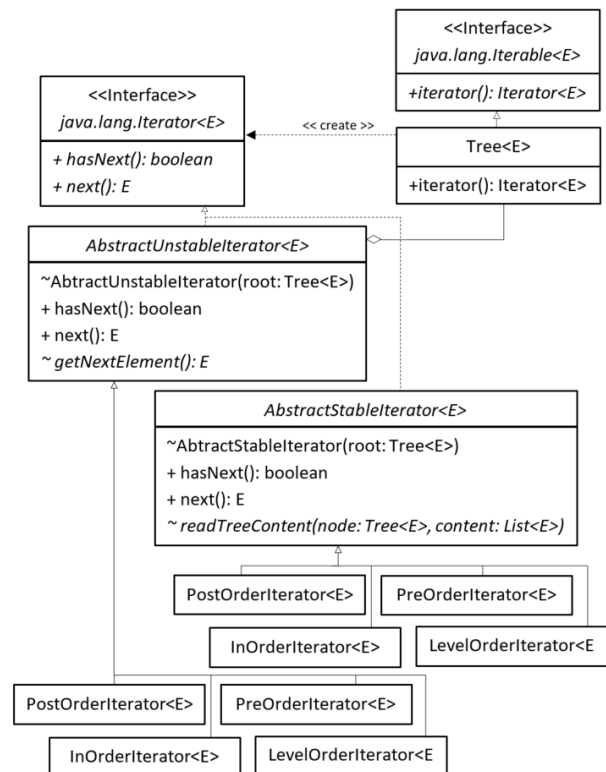 <<Interface>>
java.lang.Iterable<E>
+iterator(): Iterator<E>
<<Interface>>
java.lang.Iterator<E>
+ hasNext(): boolean
+ next(): E
<< create >>
Tree<E>
+iterator(): Iterator<E>
AbstractUnstableIterator<E>
~AbtractUnstableIterator(root: Tree<E>)
+ hasNext(): boolean
+ next(): E
~ getNextElement(): E
AbstractStableIterator<E>
~AbtractStableIterator(root: Tree<E>)
+ hasNext(): boolean
+ next(): E
~ readTreeContent(node: Tree<E>, content: List<E>)
PostOrderIterator<E>
PreOrderIterator<E>
InOrderIterator<E>
LevelOrderIterator<E
PostOrderIterator<E>
PreOrderIterator<E>
InOrderIterator<E>
LevelOrderIterator<E